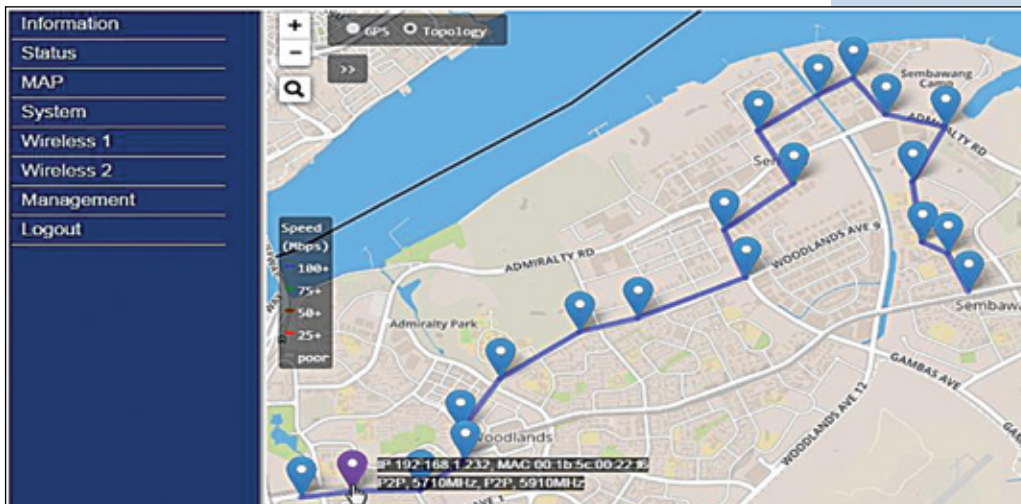 Information
Status
MAP
System
Wireless 1
Wireless 2
Management
Logout
+
−
GPS Topology
>>
Speed
(Mbps)
100+
75+
50+
25+
poor
Sembawang
Camp
ADMIRALTY RD
WOODLANDS AVE 9
ADMIRALTY RD
Admiralty Park
Sembawa
GAMBAS AVE
WOODLANDS AVE 12
Woodlands
IP 192.168.1.232, MAC 00:1b:5c:00:22:f6
P2P, 5710MHz, P2P, 5910MHz